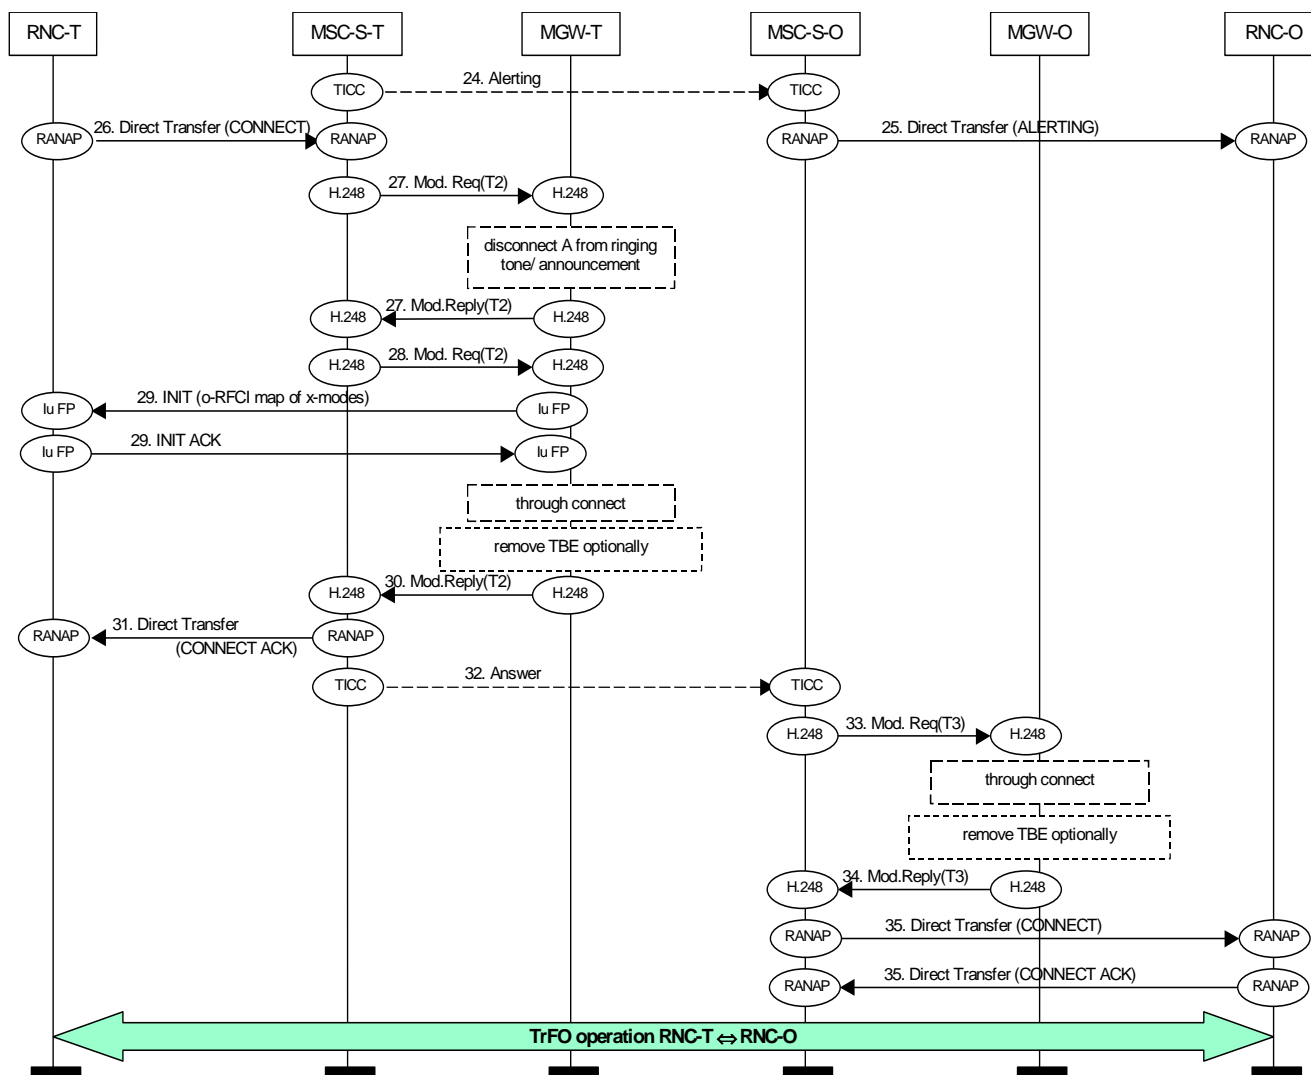 RNC-T MSC-S-T MGW-T MSC-S-O MGW-O RNC-O
24. Alerting
TICC TICC
26. Direct Transfer (CONNECT) 25. Direct Transfer (ALERTING)
RANAP RANAP RANAP RANAP
27. Mod. Req(T2)
H.248 H.248
disconnect A from ringing
tone/ announcement
27. Mod.Reply(T2)
H.248 H.248
28. Mod. Req(T2)
H.248 H.248
29. INIT (o-RFCI map of x-modes)
Iu FP Iu FP
29. INIT ACK
Iu FP Iu FP
through connect
remove TBE optionally
30. Mod.Reply(T2)
H.248 H.248
31. Direct Transfer
RANAP RANAP
(CONNECT ACK)
32. Answer
TICC TICC
33. Mod. Req(T3)
H.248 H.248
through connect
remove TBE optionally
34. Mod.Reply(T3)
H.248 H.248
35. Direct Transfer (CONNECT)
RANAP RANAP
35. Direct Transfer (CONNECT ACK)
RANAP RANAP
TrFO operation RNC-T ⇔ RNC-O